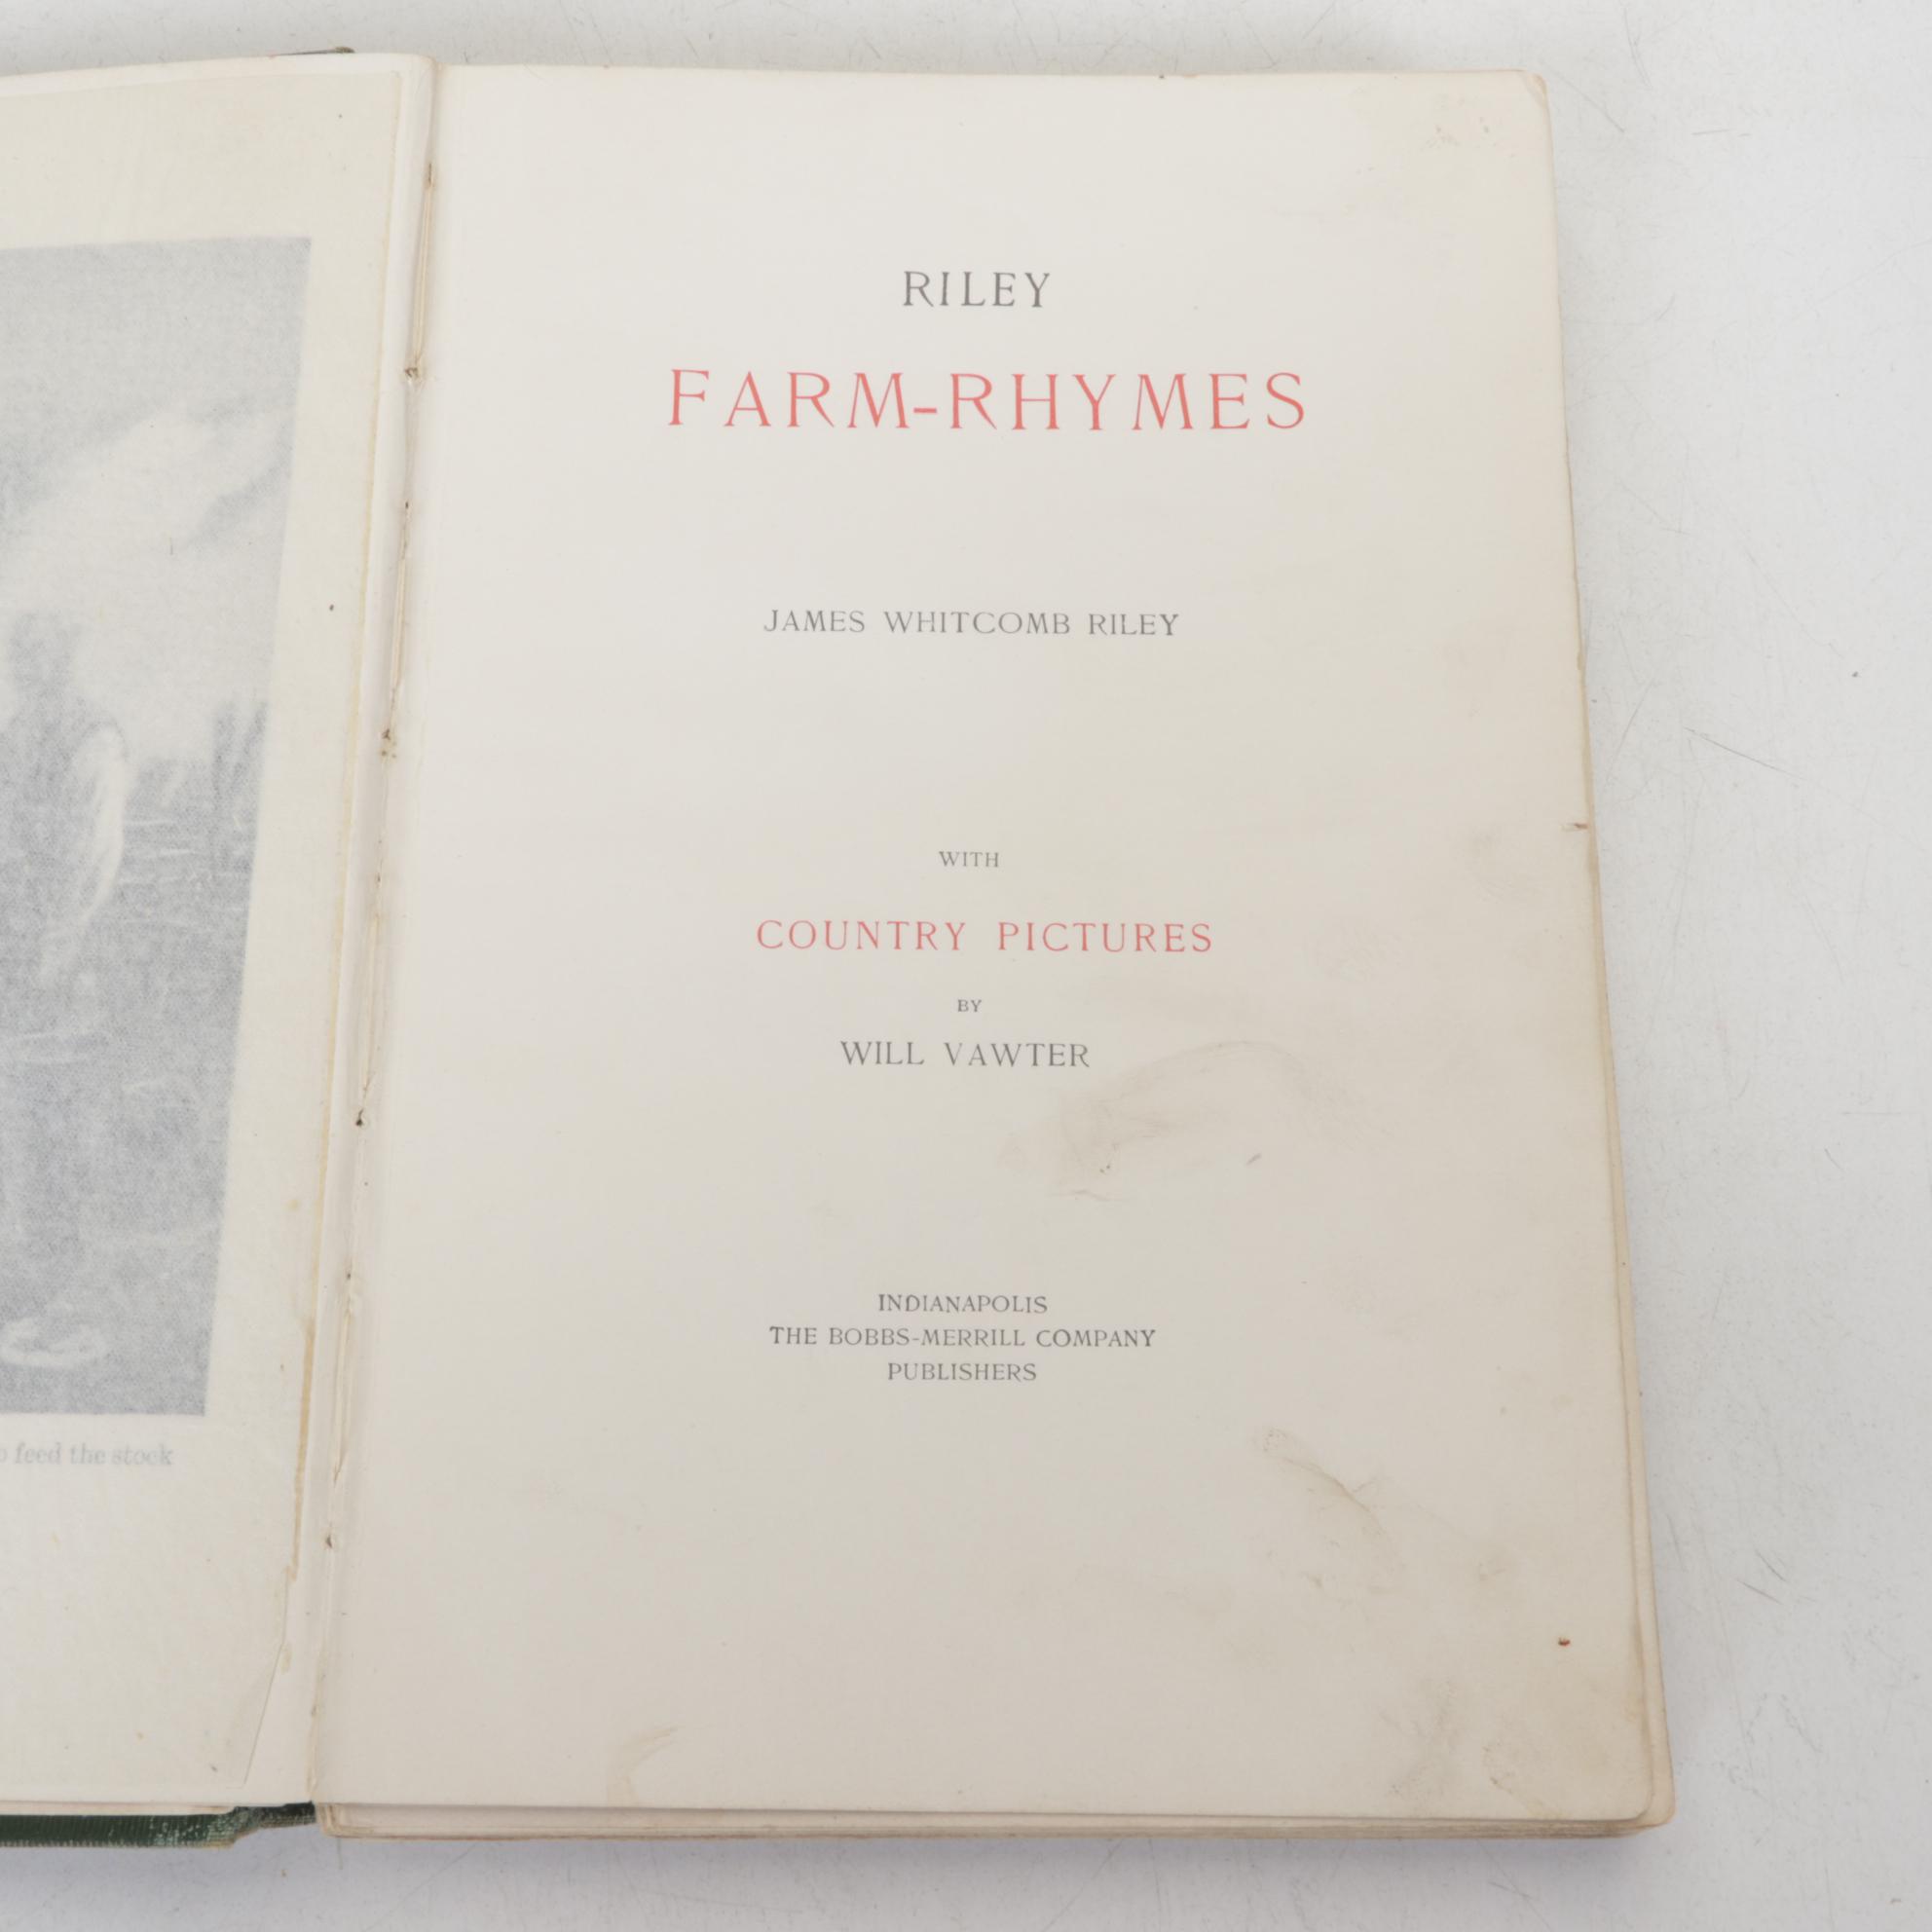 feed the stock
RILEY
FARM-RHYMES
JAMES WHITCOMB RILEY
WITH
COUNTRY PICTURES
BY
WILL VAWTER
INDIANAPOLIS
THE BOBBS-MERRILL COMPANY
PUBLISHERS